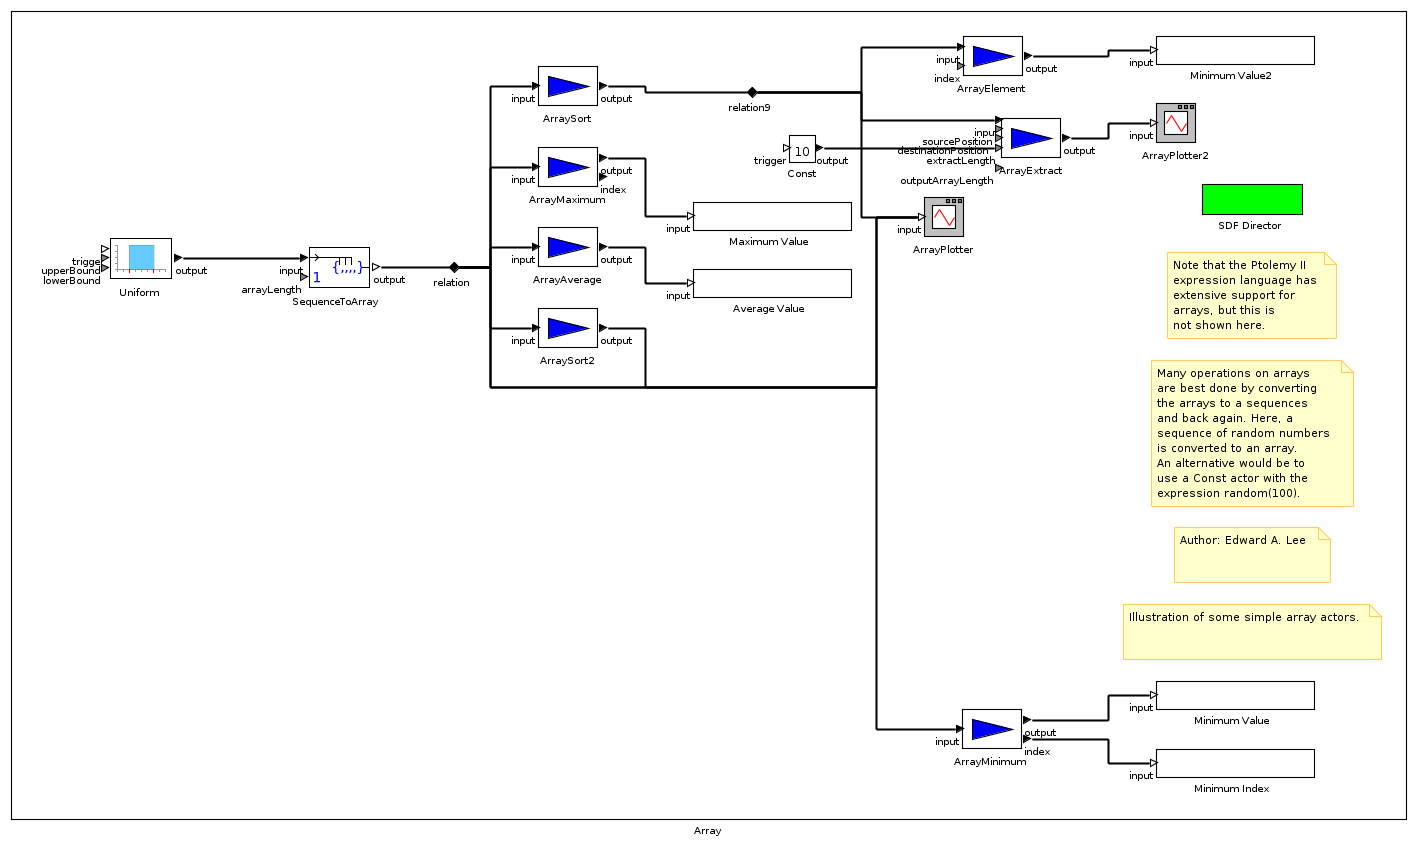 input
index
output
ArrayElement
input
Minimum Value2
input
output
ArraySort
relation9
input
sourcePosition
destinationPosition
extractLength
outputArrayLength
output
ArrayExtract
input
ArrayPlotter2
trigger
10
output
Const
input
output
index
ArrayMaximum
input
Maximum Value
input
ArrayPlotter
SDF Director
trigge
upperBound
lowerBound
output
Uniform
input
arrayLength
{,,,,}
1
output
SequenceToArray
relation
input
output
ArrayAverage
input
Average Value
input
output
ArraySort2
Note that the Ptolemy II
expression language has
extensive support for
arrays, but this is
not shown here.
Many operations on arrays
are best done by converting
the arrays to a sequences
and back again. Here, a
sequence of random numbers
is converted to an array.
An alternative would be to
use a Const actor with the
expression random(100).
Author: Edward A. Lee
Illustration of some simple array actors.
input
output
index
ArrayMinimum
input
Minimum Value
input
Minimum Index
Array